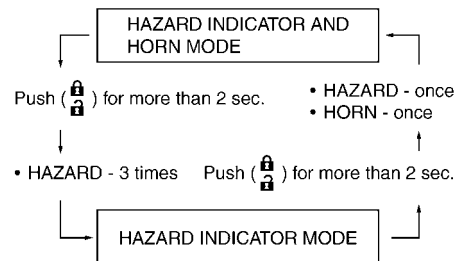 HAZARD INDICATOR AND
HORN MODE
Push ( ) for more than 2 sec.
• HAZARD - once
• HORN - once
• HAZARD - 3 times
Push ( ) for more than 2 sec.
HAZARD INDICATOR MODE